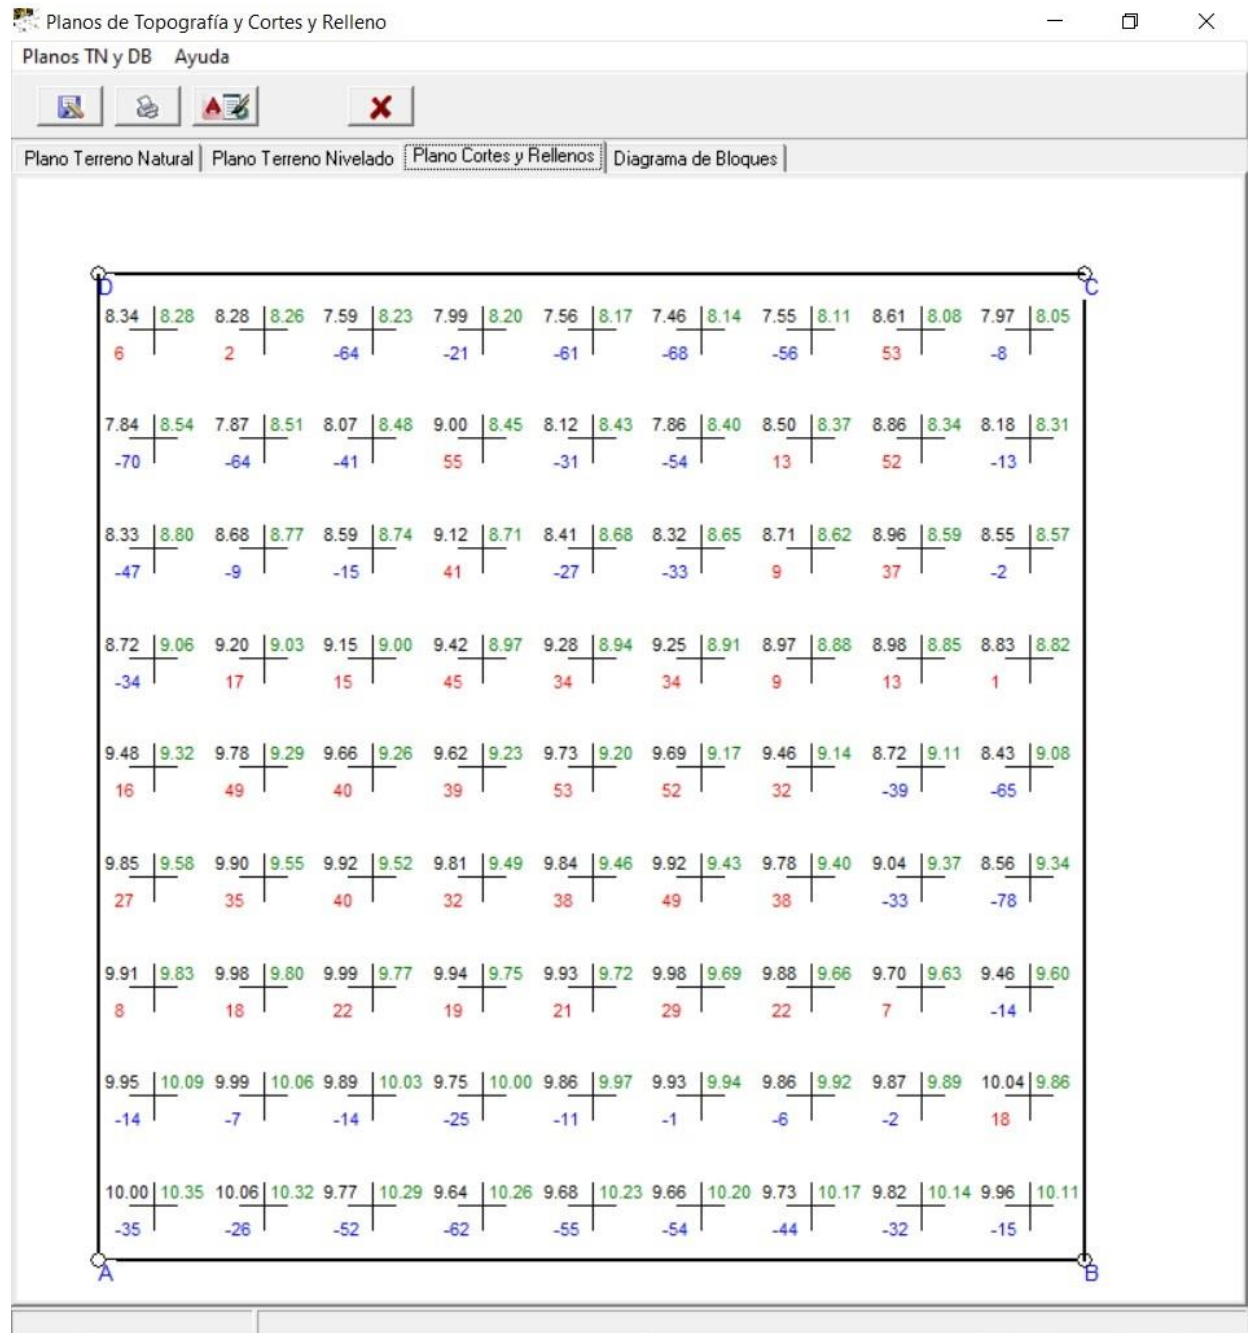 Planos de Topografía y Cortes y Relleno
Planos TN y DB Ayuda
Plano Terreno Natural Plano Terreno Nivelado Plano Cortes y Rellenos Diagrama de Bloques
D C
8.34 8.28 8.28 8.26 7.59 8.23 7.99 8.20 7.56 8.17 7.46 8.14 7.55 8.11 8.61 8.08 7.97 8.05
6 2 -64 -21 -61 -68 -56 53 -8
7.84 8.54 7.87 8.51 8.07 8.48 9.00 8.45 8.12 8.43 7.86 8.40 8.50 8.37 8.86 8.34 8.18 8.31
-70 -64 -41 55 -31 -54 13 52 -13
8.33 8.80 8.68 8.77 8.59 8.74 9.12 8.71 8.41 8.68 8.32 8.65 8.71 8.62 8.96 8.59 8.55 8.57
-47 -9 -15 41 -27 -33 9 37 -2
8.72 9.06 9.20 9.03 9.15 9.00 9.42 8.97 9.28 8.94 9.25 8.91 8.97 8.88 8.98 8.85 8.83 8.82
-34 17 15 45 34 34 9 13 1
9.48 9.32 9.78 9.29 9.66 9.26 9.62 9.23 9.73 9.20 9.69 9.17 9.46 9.14 8.72 9.11 8.43 9.08
16 49 40 39 53 52 32 -39 -65
9.85 9.58 9.90 9.55 9.92 9.52 9.81 9.49 9.84 9.46 9.92 9.43 9.78 9.40 9.04 9.37 8.56 9.34
27 35 40 32 38 49 38 -33 -78
9.91 9.83 9.98 9.80 9.99 9.77 9.94 9.75 9.93 9.72 9.98 9.69 9.88 9.66 9.70 9.63 9.46 9.60
8 18 22 19 21 29 22 7 -14
9.95 10.09 9.99 10.06 9.89 10.03 9.75 10.00 9.86 9.97 9.93 9.94 9.86 9.92 9.87 9.89 10.04 9.86
-14 -7 -14 -25 -11 -1 -6 -2 18
10.00 10.35 10.06 10.32 9.77 10.29 9.64 10.26 9.68 10.23 9.66 10.20 9.73 10.17 9.82 10.14 9.96 10.11
-35 -26 -52 -62 -55 -54 -44 -32 -15
A B